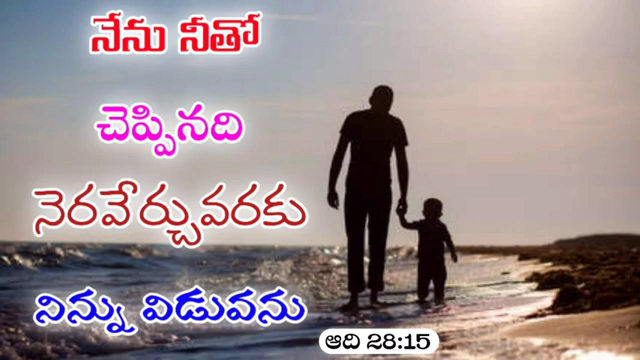 నేను నీతో
చెప్పినది
నెరవేర్చువరకు
నిన్ను విడువను
ఆది 28:15